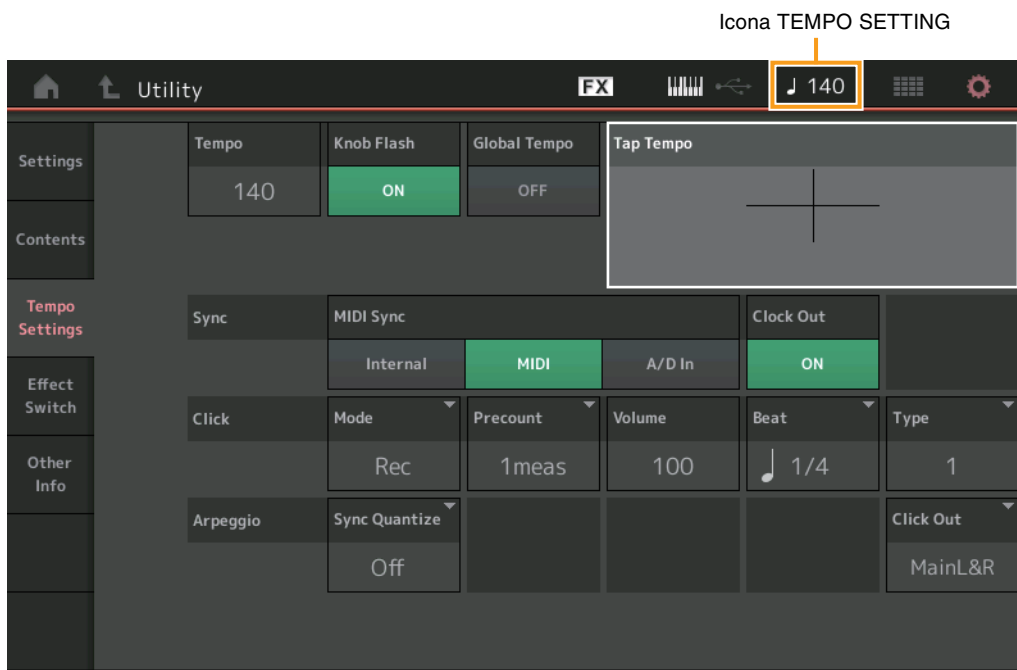 Icona TEMPO SETTING
Utility
FX
♩ 140
Settings
Contents
Tempo
Settings
Effect
Switch
Other
Info
Tempo
140
Knob Flash
ON
Global Tempo
OFF
Tap Tempo
Sync
MIDI Sync
Internal
MIDI
A/D In
Clock Out
ON
Click
Mode
Rec
Precount
1meas
Volume
100
Beat
♩ 1/4
Type
1
Arpeggio
Sync Quantize
Off
Click Out
MainL&R